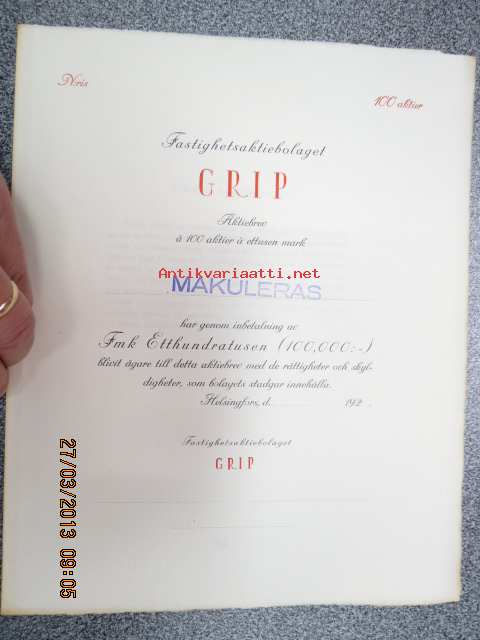 Nris
100 aktier
Fastighetsaktiebolaget
GRIP
Aktiebrev
à 100 aktier à ettusen mark
Antikvariaatti.net
MAKULERAS
har genom inbetalning av
Fmk Etthundratusen (100,000:-)
blivit ägare till detta aktiebrev med de rättigheter och skyl-
digheter, som bolagets stadgar innehålla.
Helsingfors, d. 192
Fastighetsaktiebolaget
GRIP
27/03/2013 09:05